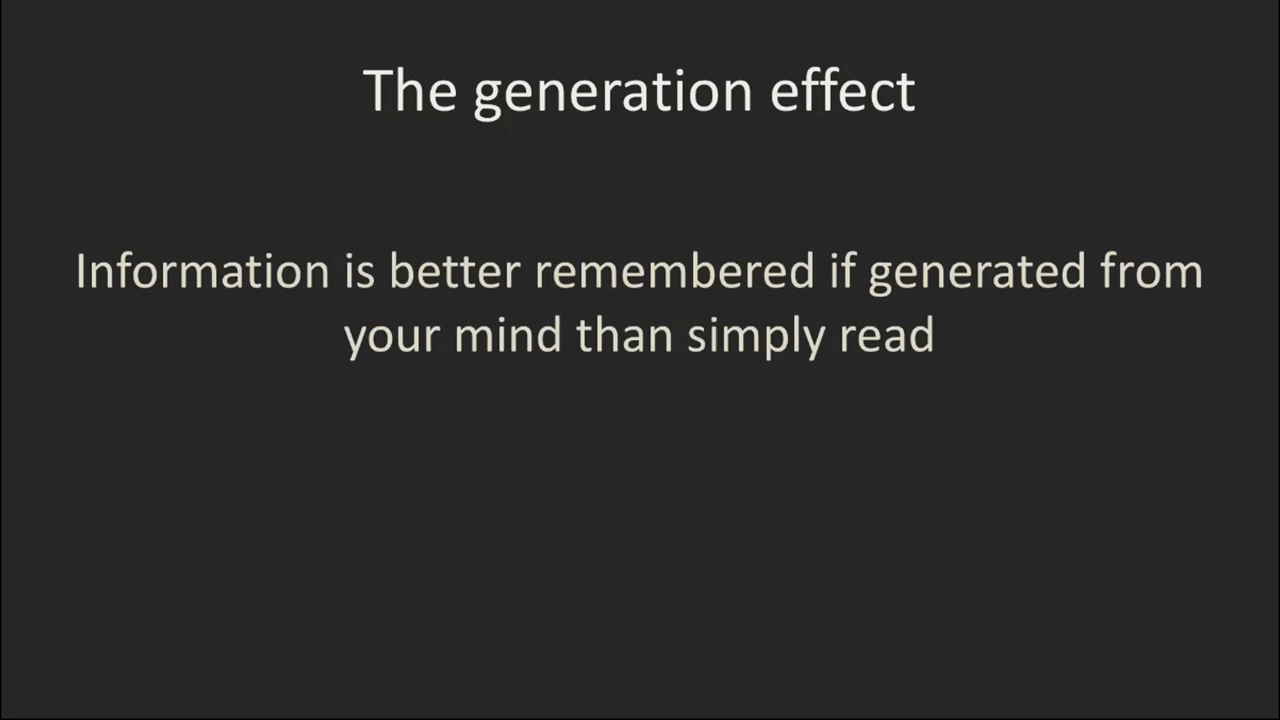 The generation effect
Information is better remembered if generated from
your mind than simply read